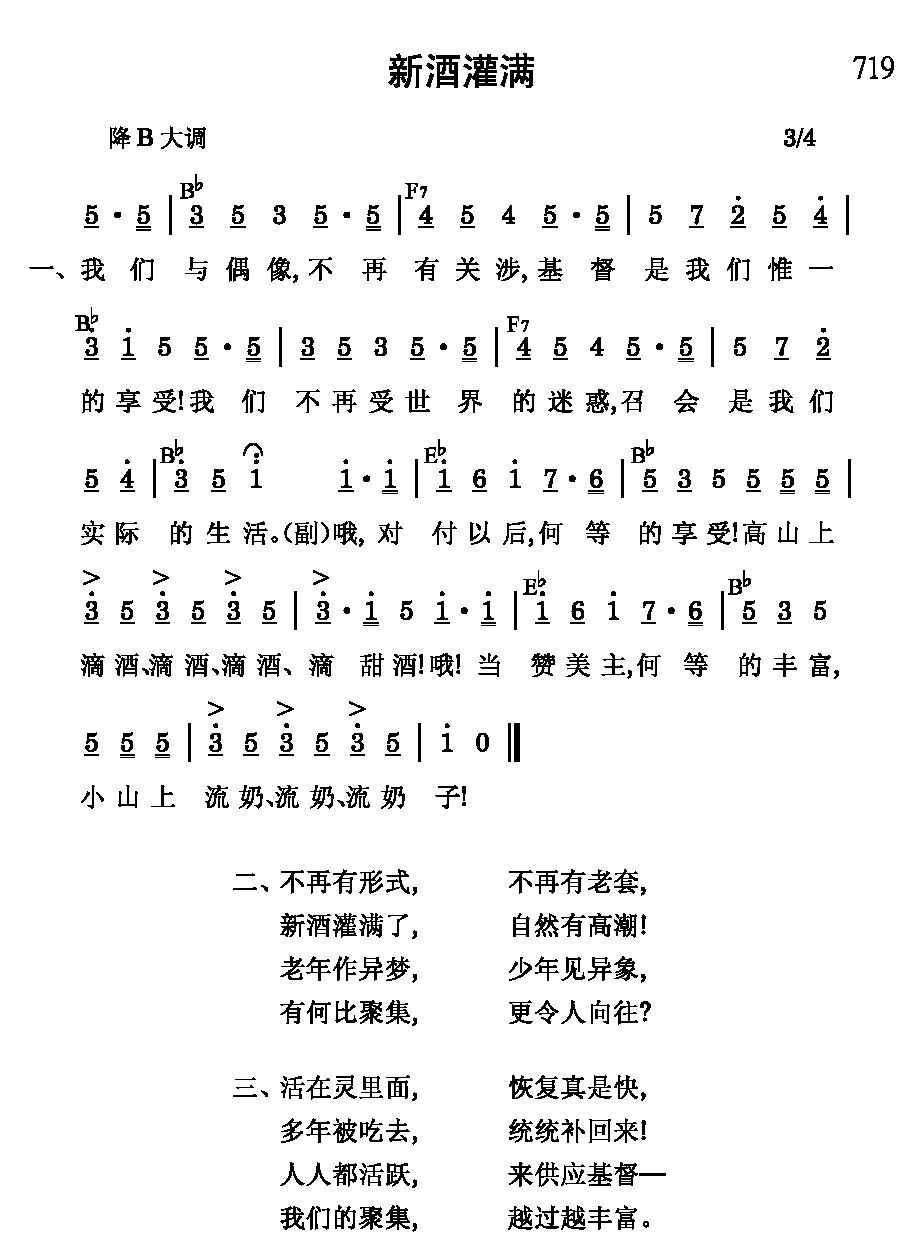 新酒灌满 719
降B大调 3/4
B♭ F7
5·5 | 3 5 3 5·5 | 4 5 4 5·5 | 5 7 2 5 4 |
一、我们与偶像,不再有关涉,基督是我们惟一
B♭ F7
3 1 5 5·5 | 3 5 3 5·5 | 4 5 4 5·5 | 5 7 2
的享受!我们不再受世界的迷惑,召会是我们
B♭ E♭ B♭
5 4 | 3 5 1 1·1 | 1 6 1 7·6 | 5 3 5 5 5 5 |
实际的生活。(副)哦,对付以后,何等的享受!高山上
> > > > E♭ B♭
3 5 3 5 3 5 | 3·1 5 1·1 | 1 6 1 7·6 | 5 3 5
滴酒、滴酒、滴酒、滴甜酒!哦!当赞美主,何等的丰富,
> > >
5 5 5 | 3 5 3 5 3 5 | 1 0 ‖
小山上流奶、流奶、流奶子!
二、不再有形式, 不再有老套,
新酒灌满了, 自然有高潮!
老年作异梦, 少年见异象,
有何比聚集, 更令人向往?
三、活在灵里面, 恢复真是快,
多年被吃去, 统统补回来!
人人都活跃, 来供应基督—
我们的聚集, 越过越丰富。